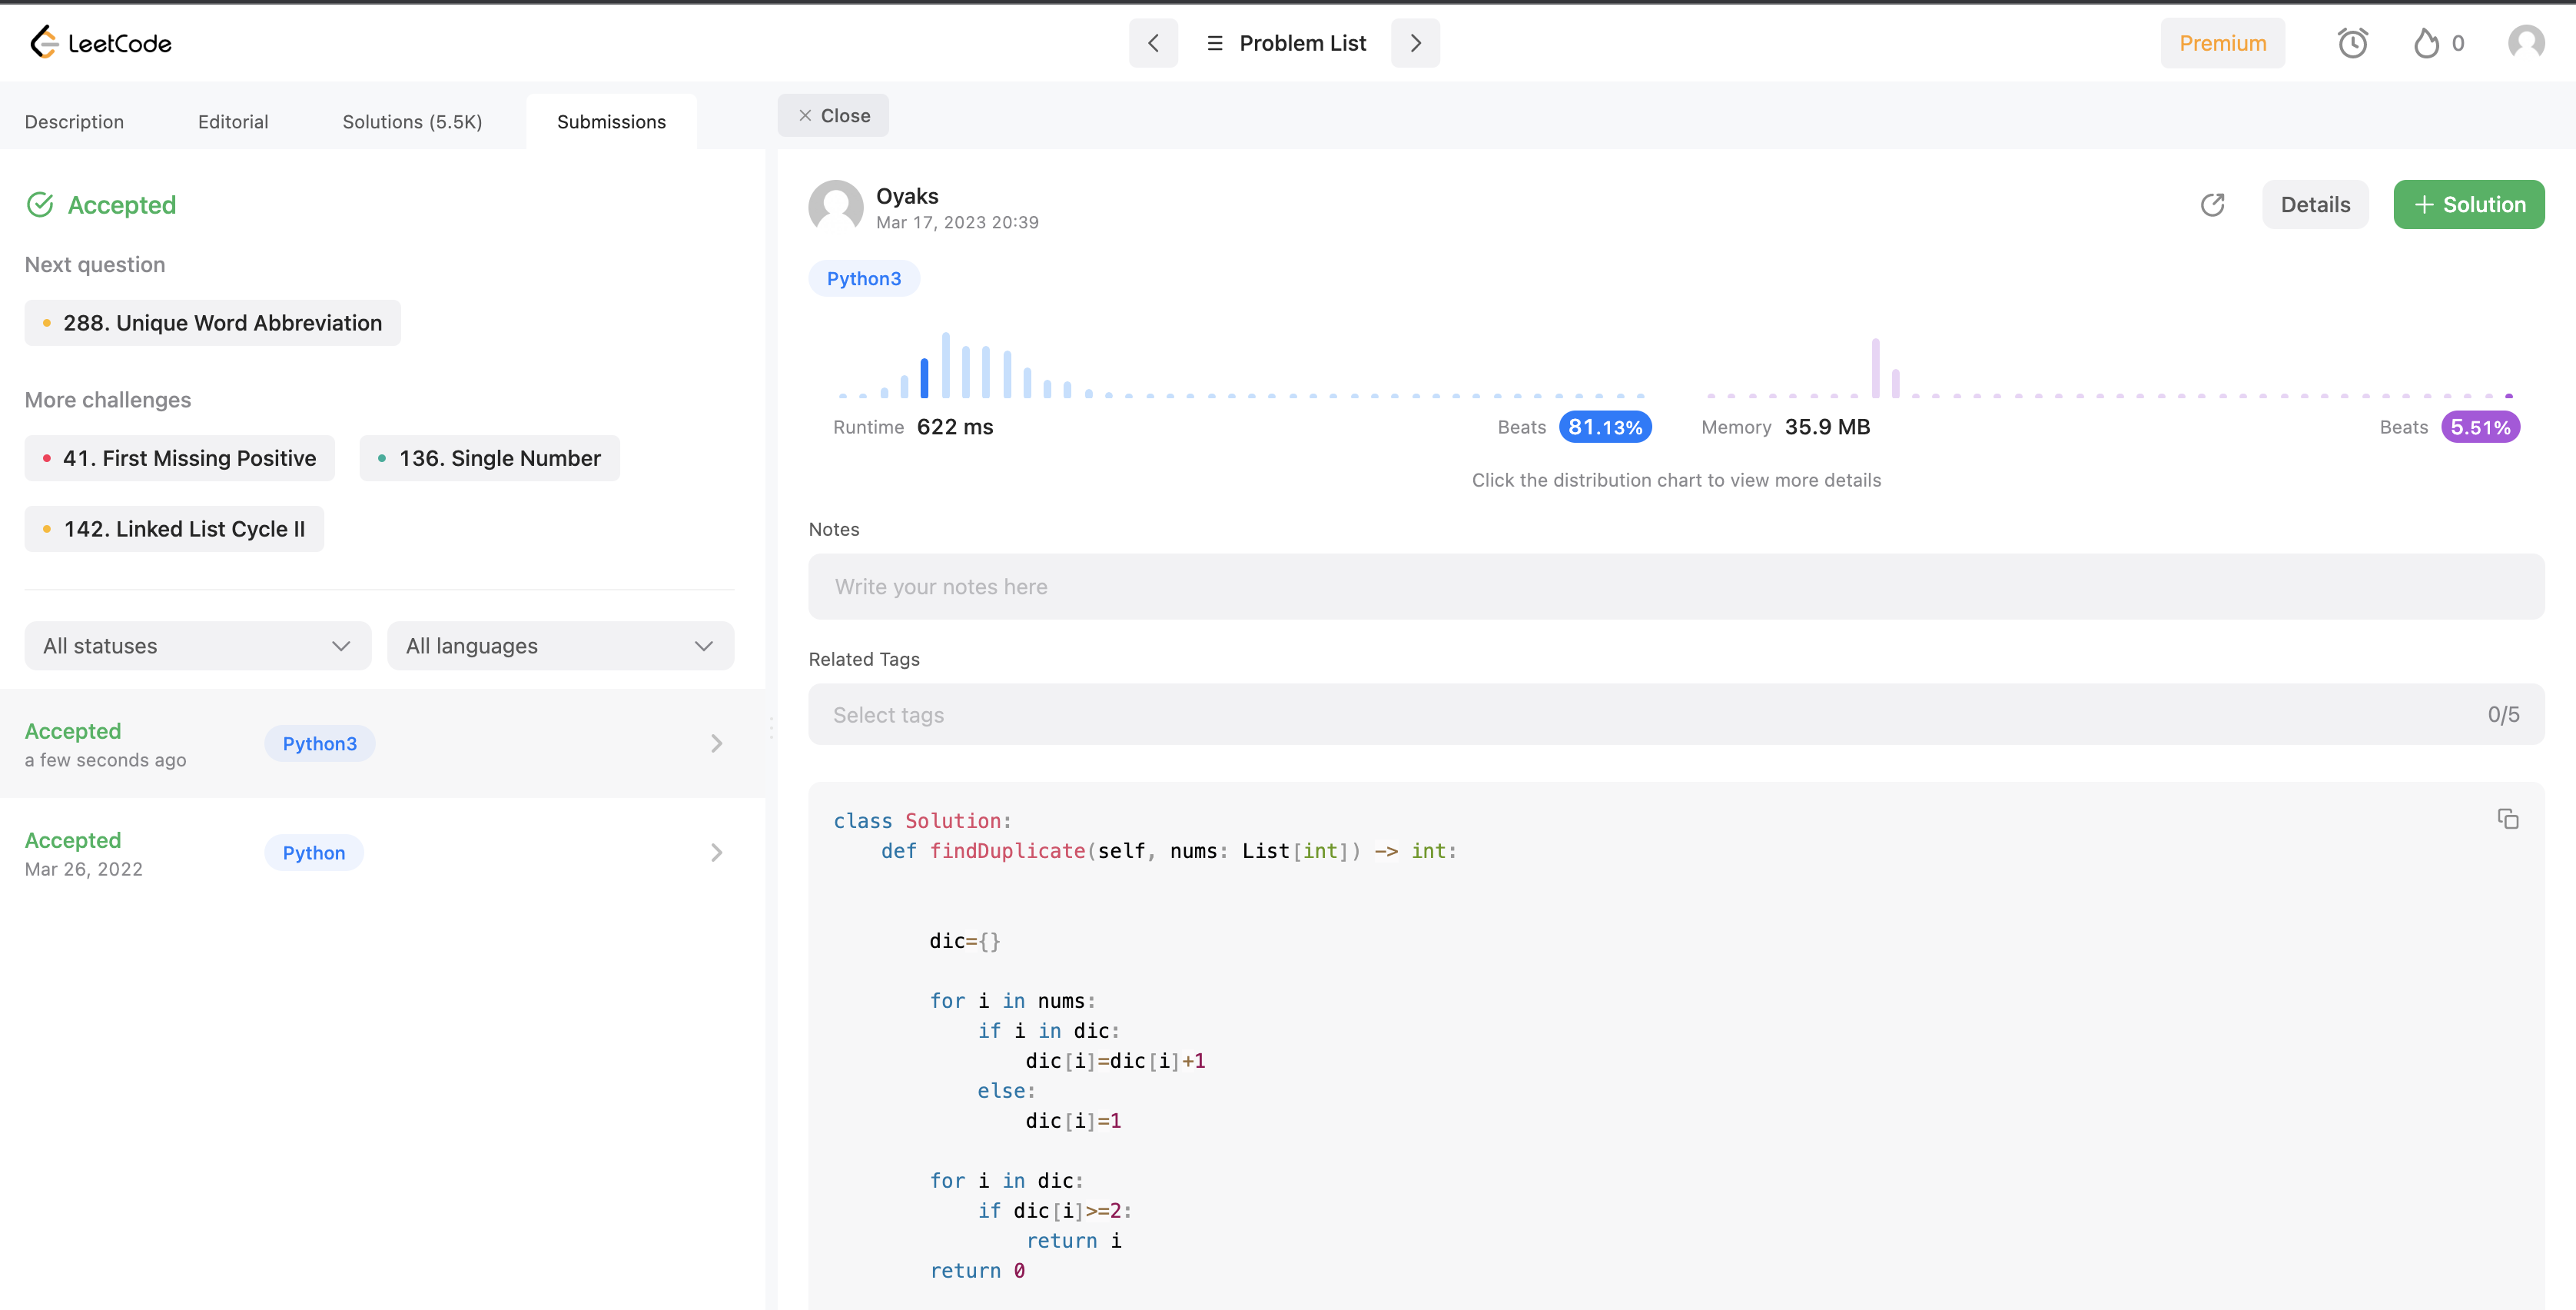 LeetCode
Problem List
Premium
0
Description Editorial Solutions (5.5K) Submissions
Close
Accepted
Next question
288. Unique Word Abbreviation
More challenges
41. First Missing Positive
136. Single Number
142. Linked List Cycle II
All statuses
All languages
Accepted
a few seconds ago
Python3
Accepted
Mar 26, 2022
Python
Oyaks
Mar 17, 2023 20:39
Details
+ Solution
Python3
Runtime 622 ms
Beats 81.13%
Memory 35.9 MB
Beats 5.51%
Click the distribution chart to view more details
Notes
Write your notes here
Related Tags
Select tags
0/5
class Solution:
    def findDuplicate(self, nums: List[int]) -> int:
        dic={}
        for i in nums:
            if i in dic:
                dic[i]=dic[i]+1
            else:
                dic[i]=1
        for i in dic:
            if dic[i]>=2:
                return i
        return 0